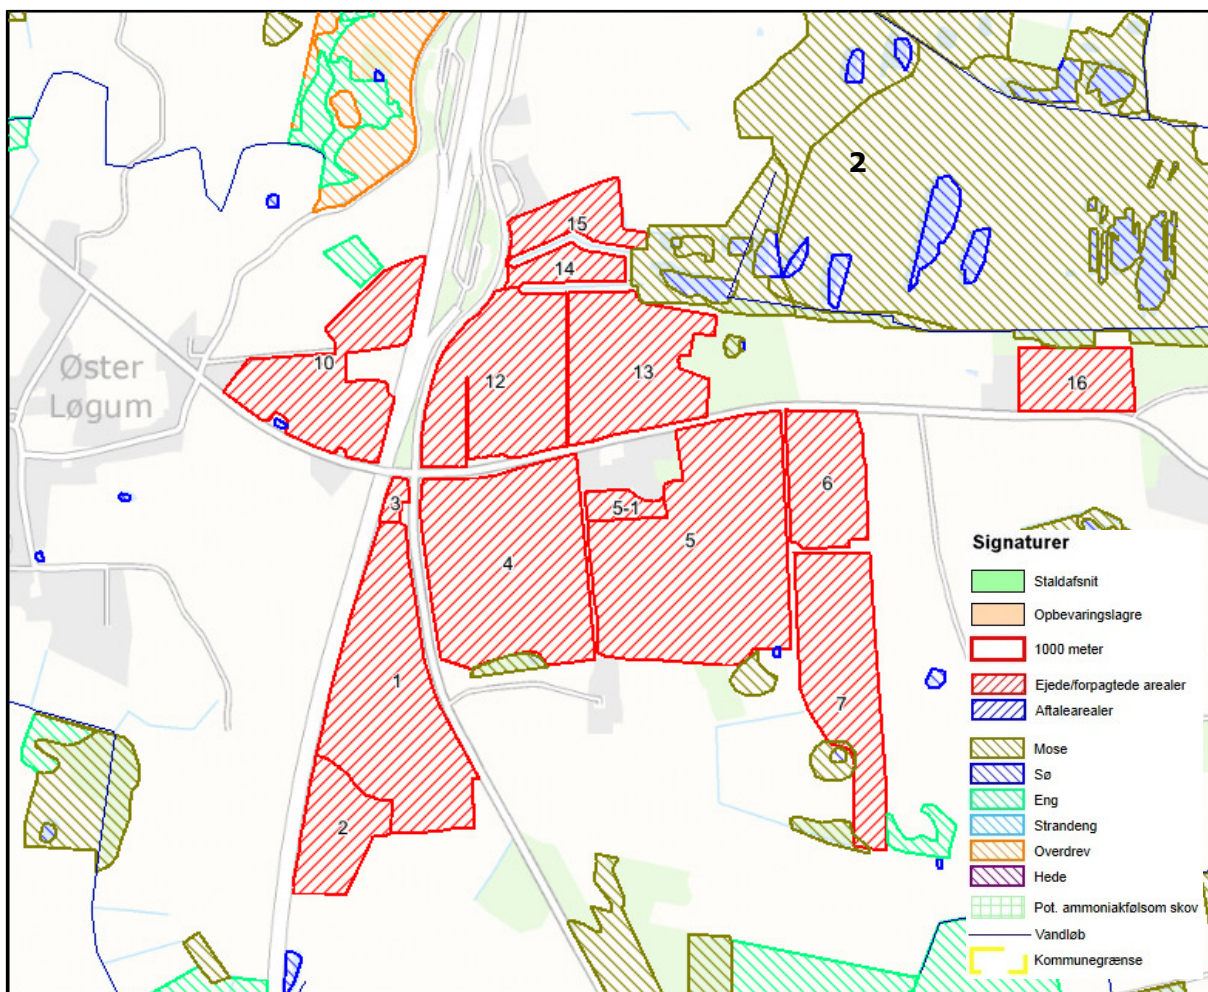 2
15
14
10
12
13
16
Øster
Løgum
3
5-1
5
6
4
1
7
2
Signaturer
Staldafsnit
Opbevaringslagre
1000 meter
Ejede/forpagtede arealer
Aftalearealer
Mose
Sø
Eng
Strandeng
Overdrev
Hede
Pot. ammoniakfølsom skov
Vandløb
Kommunegrænse